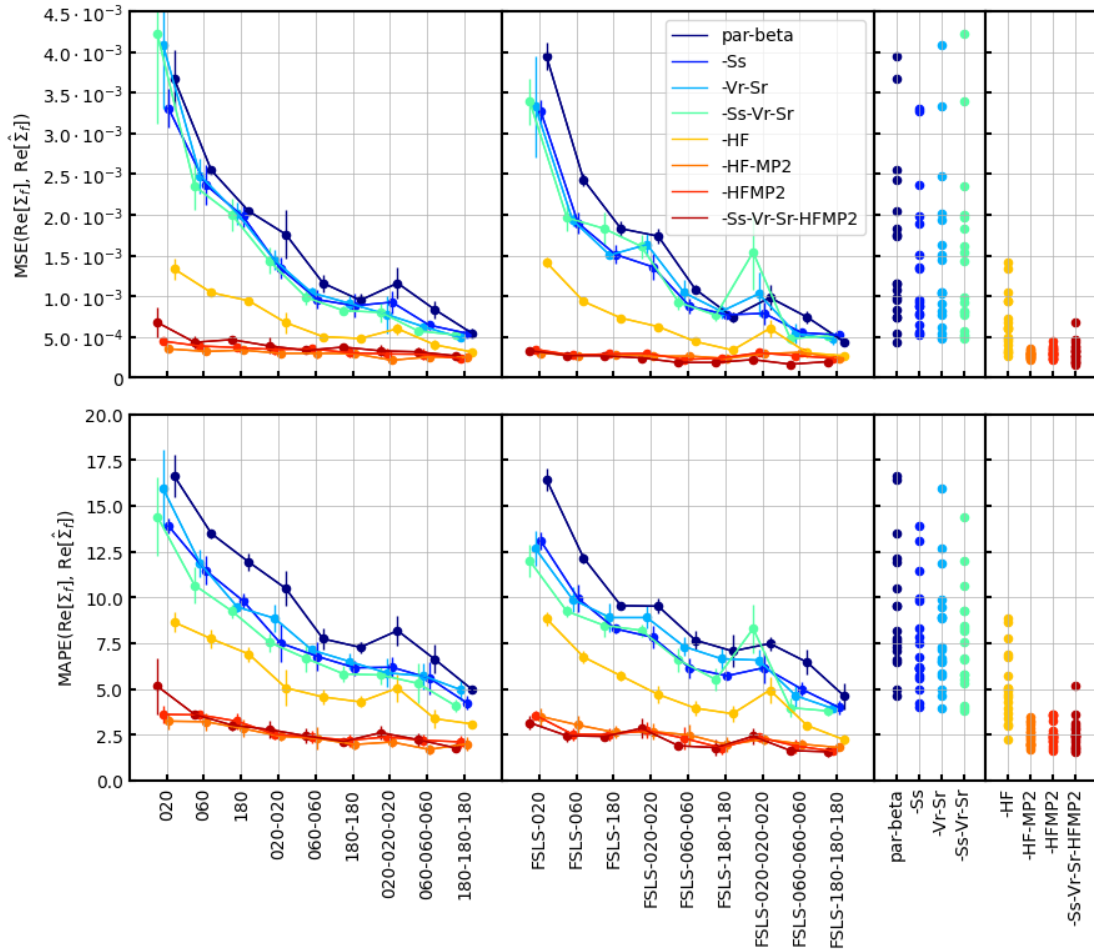 MSE(Re[Σ_ℓ], Re[Σ̂_ℓ])
4.5 · 10⁻³
4.0 · 10⁻³
3.5 · 10⁻³
3.0 · 10⁻³
2.5 · 10⁻³
2.0 · 10⁻³
1.5 · 10⁻³
1.0 · 10⁻³
5.0 · 10⁻⁴
0
par-beta
-Ss
-Vr-Sr
-Ss-Vr-Sr
-HF
-HF-MP2
-HFMP2
-Ss-Vr-Sr-HFMP2
MAPE(Re[Σ_ℓ], Re[Σ̂_ℓ])
20.0
17.5
15.0
12.5
10.0
7.5
5.0
2.5
0.0
020
060
180
020-020
060-060
180-180
020-020-020
060-060-060
180-180-180
FSLS-020
FSLS-060
FSLS-180
FSLS-020-020
FSLS-060-060
FSLS-180-180
FSLS-020-020-020
FSLS-060-060-060
FSLS-180-180-180
par-beta
-Ss
-Vr-Sr
-Ss-Vr-Sr
-HF
-HF-MP2
-HFMP2
-Ss-Vr-Sr-HFMP2